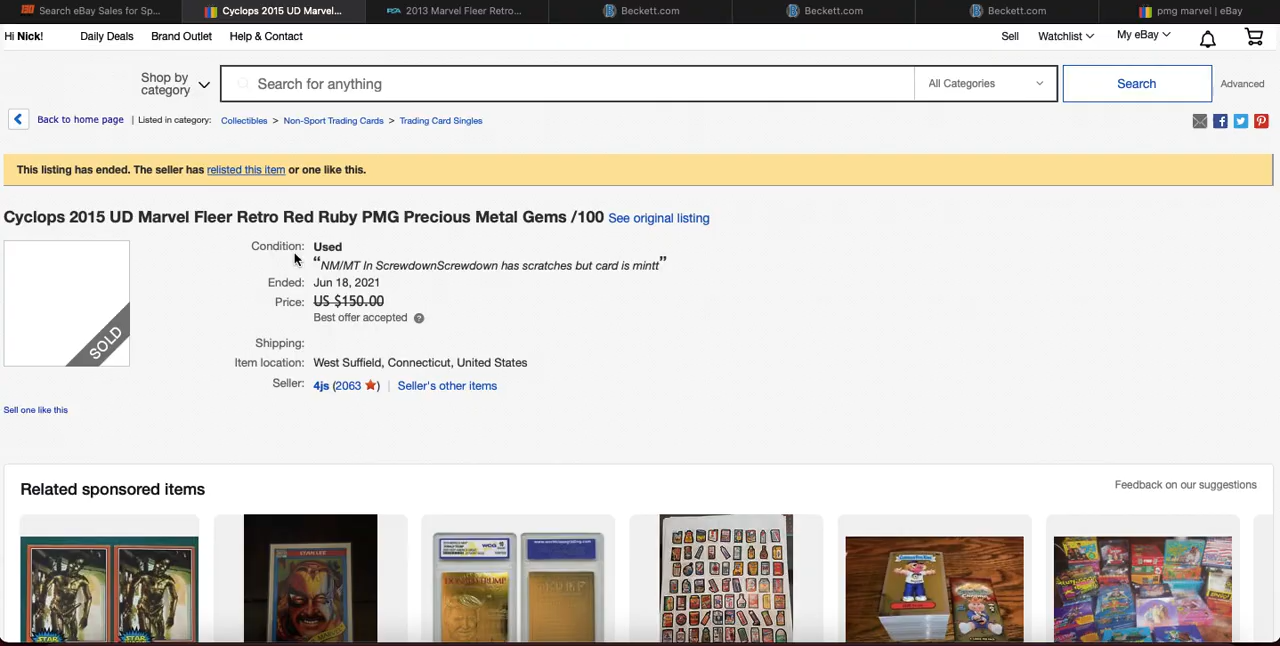 Search eBay Sales for Sp...
Cyclops 2015 UD Marvel...
PSA 2013 Marvel Fleer Retro...
Beckett.com
Beckett.com
Beckett.com
pmg marvel | eBay
Hi Nick!
Daily Deals
Brand Outlet
Help & Contact
Sell
Watchlist
My eBay
Shop by category
Search for anything
All Categories
Search
Advanced
Back to home page | Listed in category: Collectibles > Non-Sport Trading Cards > Trading Card Singles
This listing has ended. The seller has relisted this item or one like this.
Cyclops 2015 UD Marvel Fleer Retro Red Ruby PMG Precious Metal Gems /100 See original listing
SOLD
Condition: Used
“NM/MT In ScrewdownScrewdown has scratches but card is mintt”
Ended: Jun 18, 2021
Price: US $150.00
Best offer accepted
Shipping:
Item location: West Suffield, Connecticut, United States
Seller: 4js (2063) | Seller's other items
Sell one like this
Related sponsored items
Feedback on our suggestions
STAR
STAR
STAN LEE